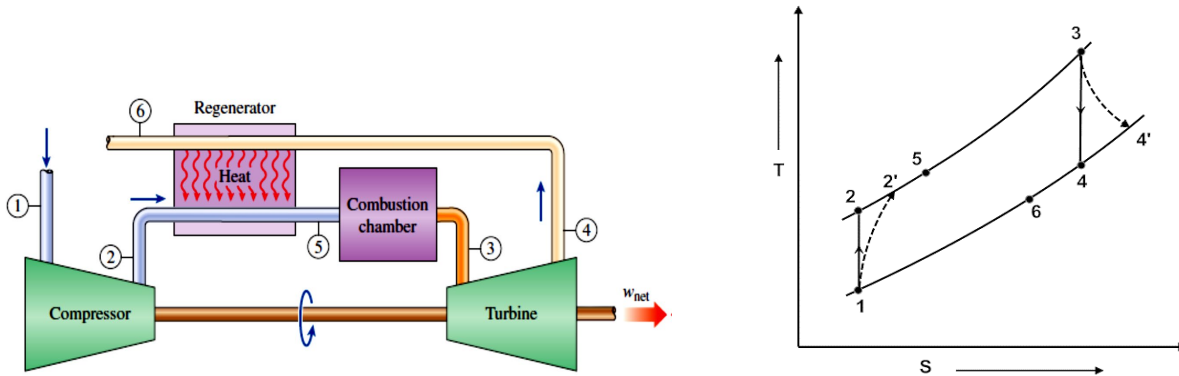 6
Regenerator
Heat
1
Combustion
chamber
2
5
3
4
Compressor
Turbine
wnet
3
T
5
2
2'
4'
4
6
1
S